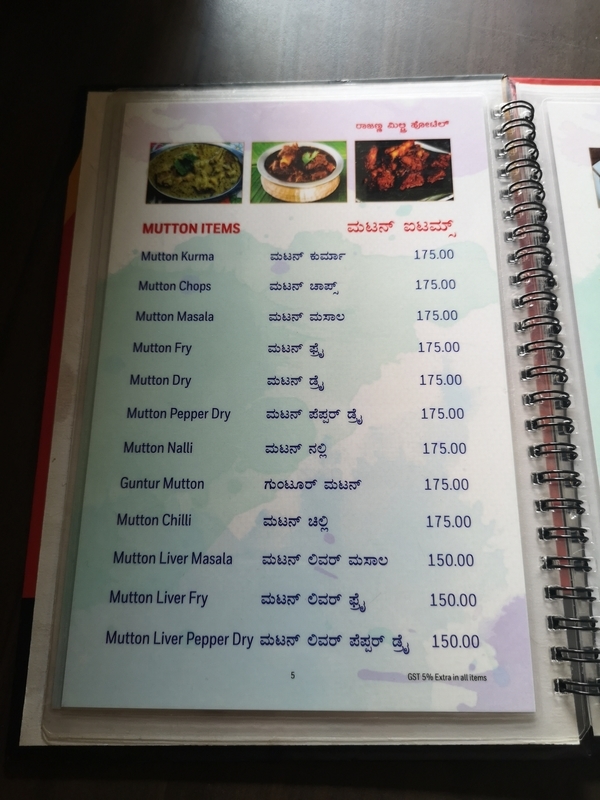 ರಾಜಣ್ಣ ಮಿಲ್ಟ್ರಿ ಹೋಟೆಲ್
MUTTON ITEMS ಮಟನ್ ಐಟಮ್ಸ್
Mutton Kurma ಮಟನ್ ಕುರ್ಮಾ 175.00
Mutton Chops ಮಟನ್ ಚಾಪ್ಸ್ 175.00
Mutton Masala ಮಟನ್ ಮಸಾಲ 175.00
Mutton Fry ಮಟನ್ ಫ್ರೈ 175.00
Mutton Dry ಮಟನ್ ಡ್ರೈ 175.00
Mutton Pepper Dry ಮಟನ್ ಪೆಪ್ಪರ್ ಡ್ರೈ 175.00
Mutton Nalli ಮಟನ್ ನಲ್ಲಿ 175.00
Guntur Mutton ಗುಂಟೂರ್ ಮಟನ್ 175.00
Mutton Chilli ಮಟನ್ ಚಿಲ್ಲಿ 175.00
Mutton Liver Masala ಮಟನ್ ಲಿವರ್ ಮಸಾಲ 150.00
Mutton Liver Fry ಮಟನ್ ಲಿವರ್ ಫ್ರೈ 150.00
Mutton Liver Pepper Dry ಮಟನ್ ಲಿವರ್ ಪೆಪ್ಪರ್ ಡ್ರೈ 150.00
5 GST 5% Extra in all items